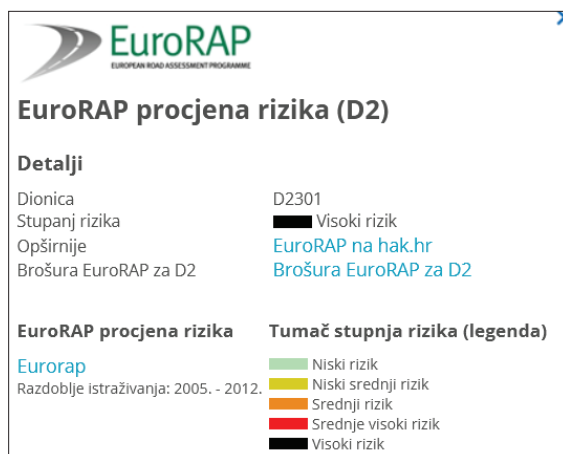 EuroRAP
EUROPEAN ROAD ASSESSMENT PROGRAMME
EuroRAP procjena rizika (D2)
Detalji
Dionica D2301
Stupanj rizika Visoki rizik
Opširnije EuroRAP na hak.hr
Brošura EuroRAP za D2 Brošura EuroRAP za D2
EuroRAP procjena rizika
Eurorap
Razdoblje istraživanja: 2005. - 2012.
Tumač stupnja rizika (legenda)
Niski rizik
Niski srednji rizik
Srednji rizik
Srednje visoki rizik
Visoki rizik